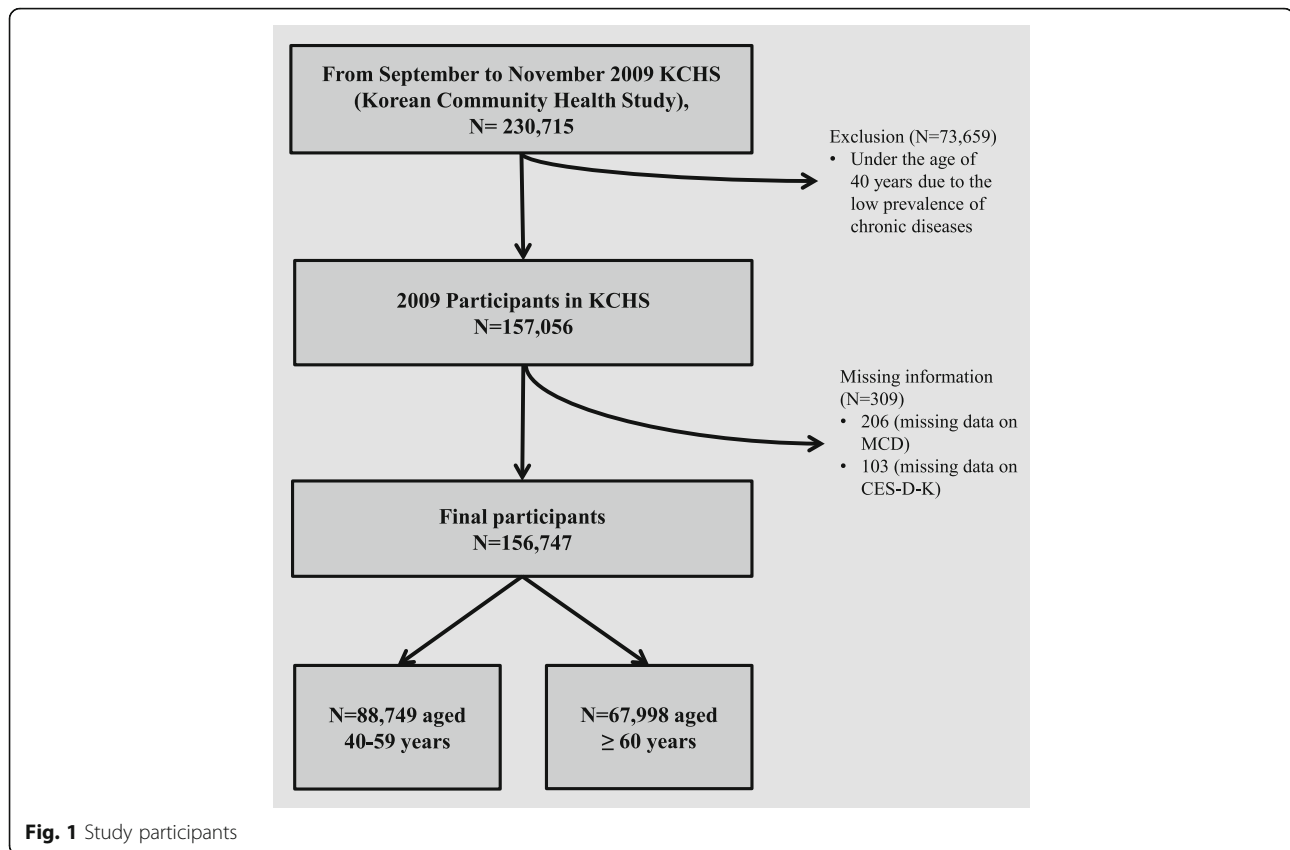 From September to November 2009 KCHS
(Korean Community Health Study),
N= 230,715
Exclusion (N=73,659)
• Under the age of
40 years due to the
low prevalence of
chronic diseases
2009 Participants in KCHS
N=157,056
Missing information
(N=309)
• 206 (missing data on
MCD)
• 103 (missing data on
CES-D-K)
Final participants
N=156,747
N=88,749 aged
40-59 years
N=67,998 aged
≥ 60 years
Fig. 1 Study participants